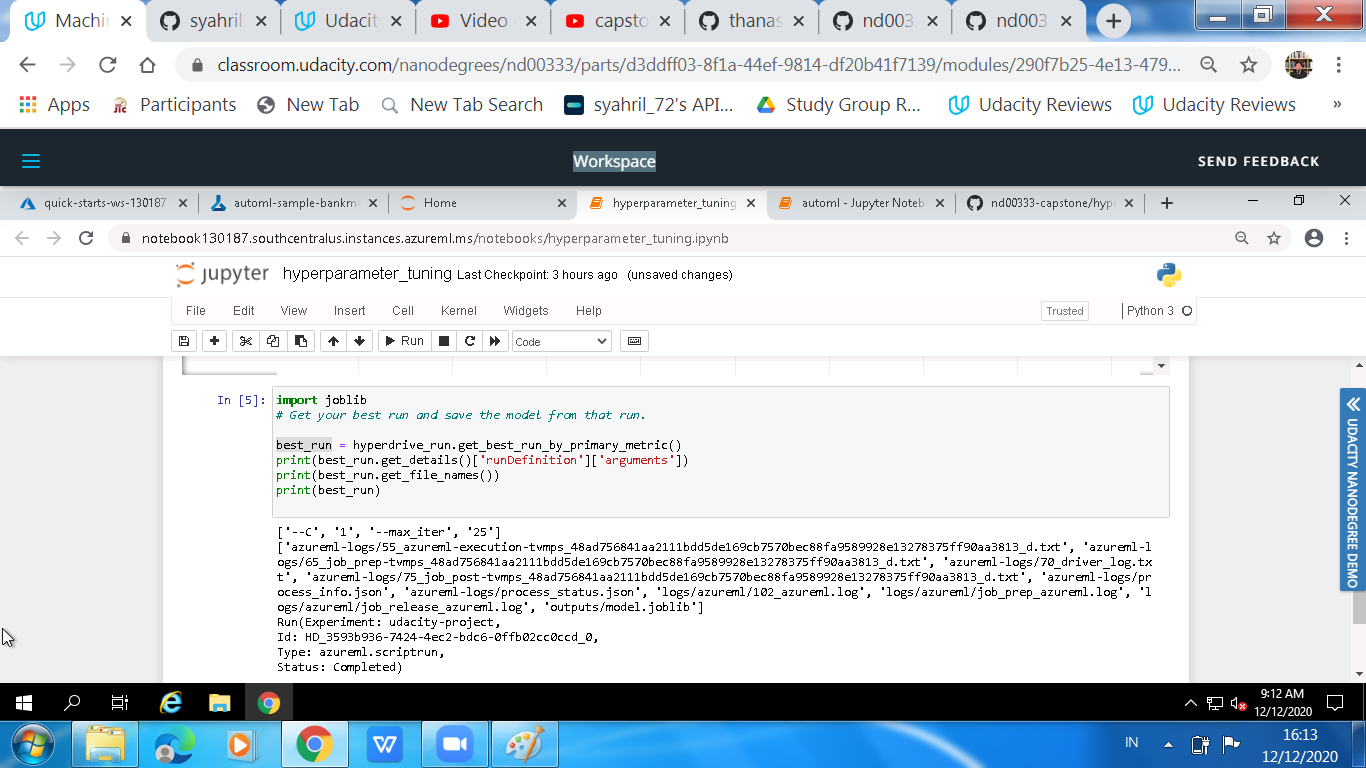 Machin
syahril
Udacity
Video
capsto
thanas
nd003
nd003
classroom.udacity.com/nanodegrees/nd00333/parts/d3ddff03-8f1a-44ef-9814-df20b41f7139/modules/290f7b25-4e13-479...
Apps Participants New Tab New Tab Search syahril_72's API... Study Group R... Udacity Reviews Udacity Reviews »
Workspace
SEND FEEDBACK
quick-starts-ws-130187 automl-sample-bankma Home hyperparameter_tuning automl - Jupyter Noteb nd00333-capstone/hype
notebook130187.southcentralus.instances.azureml.ms/notebooks/hyperparameter_tuning.ipynb
jupyter hyperparameter_tuning Last Checkpoint: 3 hours ago (unsaved changes)
File Edit View Insert Cell Kernel Widgets Help Trusted Python 3
Run Code
In [5]: import joblib
# Get your best run and save the model from that run.
best_run = hyperdrive_run.get_best_run_by_primary_metric()
print(best_run.get_details()['runDefinition']['arguments'])
print(best_run.get_file_names())
print(best_run)
['--C', '1', '--max_iter', '25']
['azureml-logs/55_azureml-execution-tvmps_48ad756841aa2111bdd5de169cb7570bec88fa9589928e13278375ff90aa3813_d.txt', 'azureml-l
ogs/65_job_prep-tvmps_48ad756841aa2111bdd5de169cb7570bec88fa9589928e13278375ff90aa3813_d.txt', 'azureml-logs/70_driver_log.tx
t', 'azureml-logs/75_job_post-tvmps_48ad756841aa2111bdd5de169cb7570bec88fa9589928e13278375ff90aa3813_d.txt', 'azureml-logs/pr
ocess_info.json', 'azureml-logs/process_status.json', 'logs/azureml/102_azureml.log', 'logs/azureml/job_prep_azureml.log', 'l
ogs/azureml/job_release_azureml.log', 'outputs/model.joblib']
Run(Experiment: udacity-project,
Id: HD_3593b936-7424-4ec2-bdc6-0ffb02cc0ccd_0,
Type: azureml.scriptrun,
Status: Completed)
UDACITY NANODEGREE DEMO
9:12 AM
12/12/2020
IN
16:13
12/12/2020